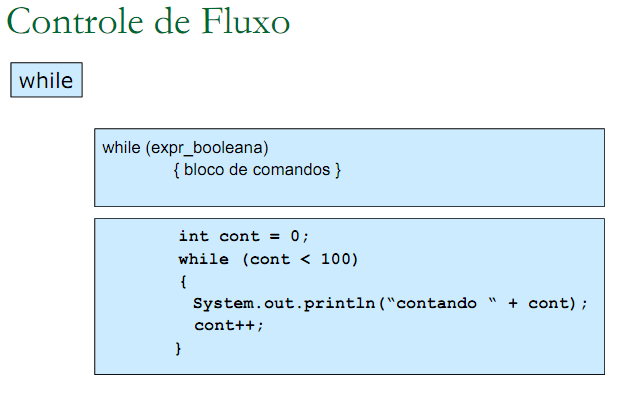 Controle de Fluxo
while
while (expr_booleana)
{ bloco de comandos }
int cont = 0;
while (cont < 100)
{
System.out.println(“contando “ + cont);
cont++;
}